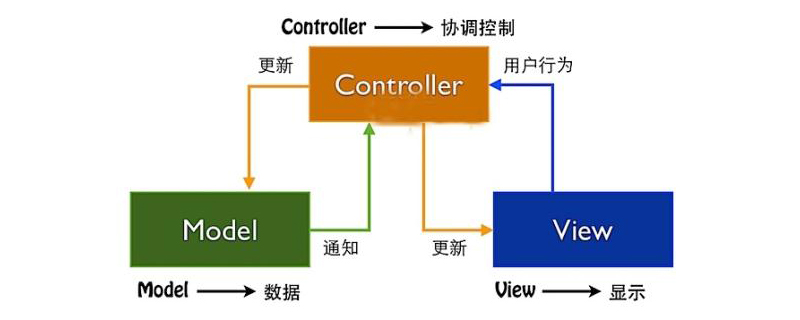 Controller → 协调控制
更新
Controller
用户行为
Model
通知
更新
View
Model → 数据
View → 显示